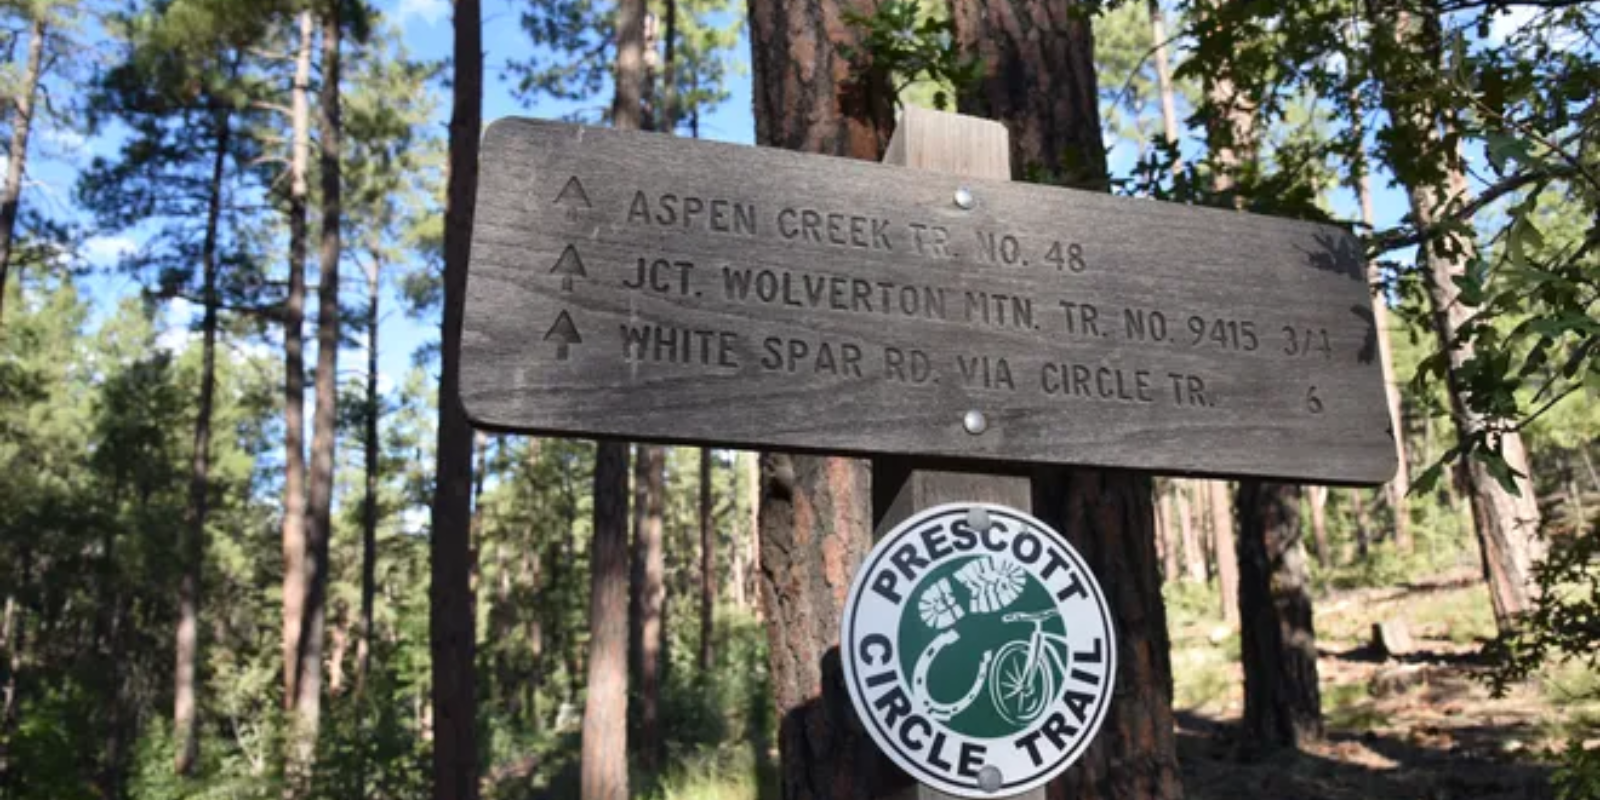 ASPEN CREEK TR. NO. 48
JCT. WOLVERTON MTN. TR. NO. 9415 3/4
WHITE SPAR RD. VIA CIRCLE TR. 6
PRESCOTT
CIRCLE TRAIL